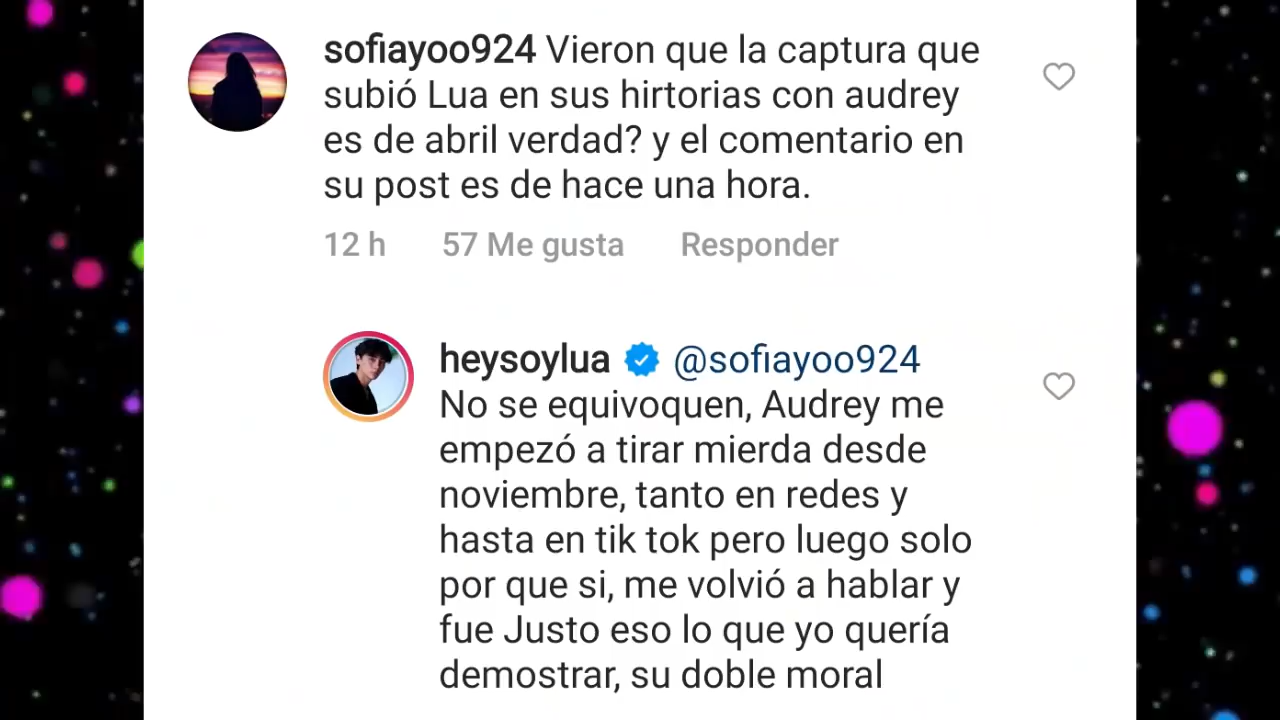 sofiayoo924 Vieron que la captura que
subió Lua en sus hirtorias con audrey
es de abril verdad? y el comentario en
su post es de hace una hora.
12 h 57 Me gusta Responder
heysoylua @sofiayoo924
No se equivoquen, Audrey me
empezó a tirar mierda desde
noviembre, tanto en redes y
hasta en tik tok pero luego solo
por que si, me volvió a hablar y
fue Justo eso lo que yo quería
demostrar, su doble moral